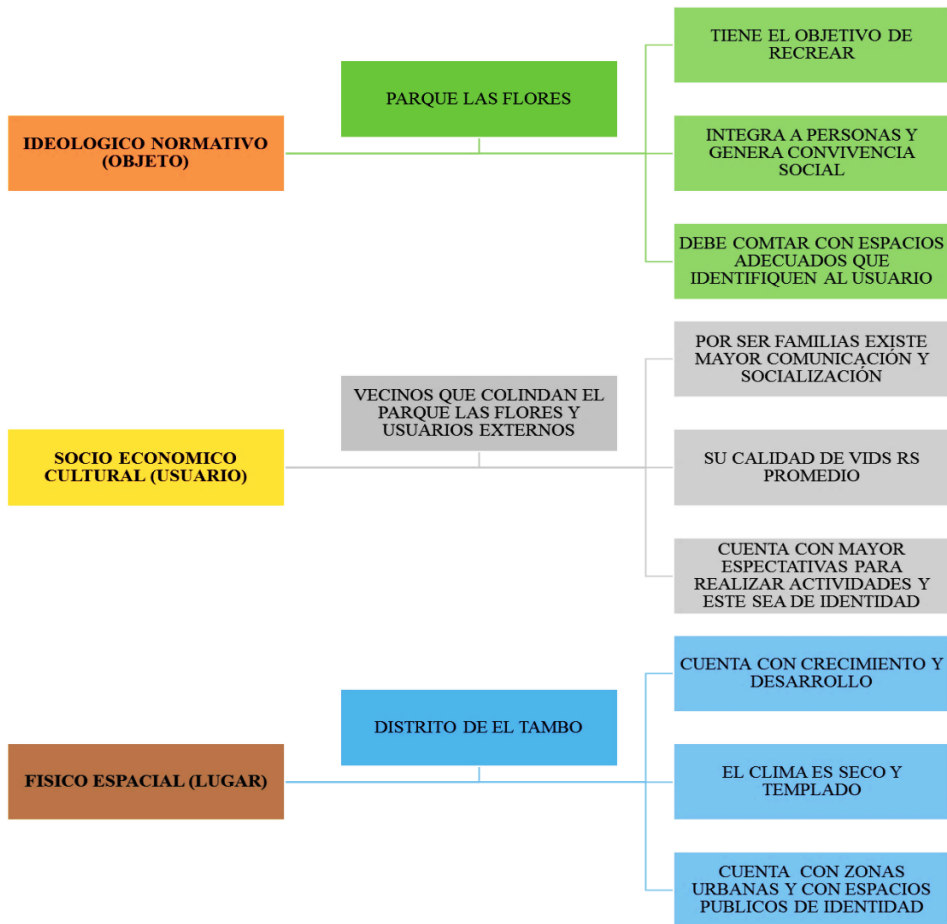 IDEOLOGICO NORMATIVO
(OBJETO)
PARQUE LAS FLORES
TIENE EL OBJETIVO DE
RECREAR
INTEGRA A PERSONAS Y
GENERA CONVIVENCIA
SOCIAL
DEBE COMTAR CON ESPACIOS
ADECUADOS QUE
IDENTIFIQUEN AL USUARIO
SOCIO ECONOMICO
CULTURAL (USUARIO)
VECINOS QUE COLINDAN EL
PARQUE LAS FLORES Y
USUARIOS EXTERNOS
POR SER FAMILIAS EXISTE
MAYOR COMUNICACIÓN Y
SOCIALIZACIÓN
SU CALIDAD DE VIDS RS
PROMEDIO
CUENTA CON MAYOR
ESPECTATIVAS PARA
REALIZAR ACTIVIDADES Y
ESTE SEA DE IDENTIDAD
FISICO ESPACIAL (LUGAR)
DISTRITO DE EL TAMBO
CUENTA CON CRECIMIENTO Y
DESARROLLO
EL CLIMA ES SECO Y
TEMPLADO
CUENTA CON ZONAS
URBANAS Y CON ESPACIOS
PUBLICOS DE IDENTIDAD